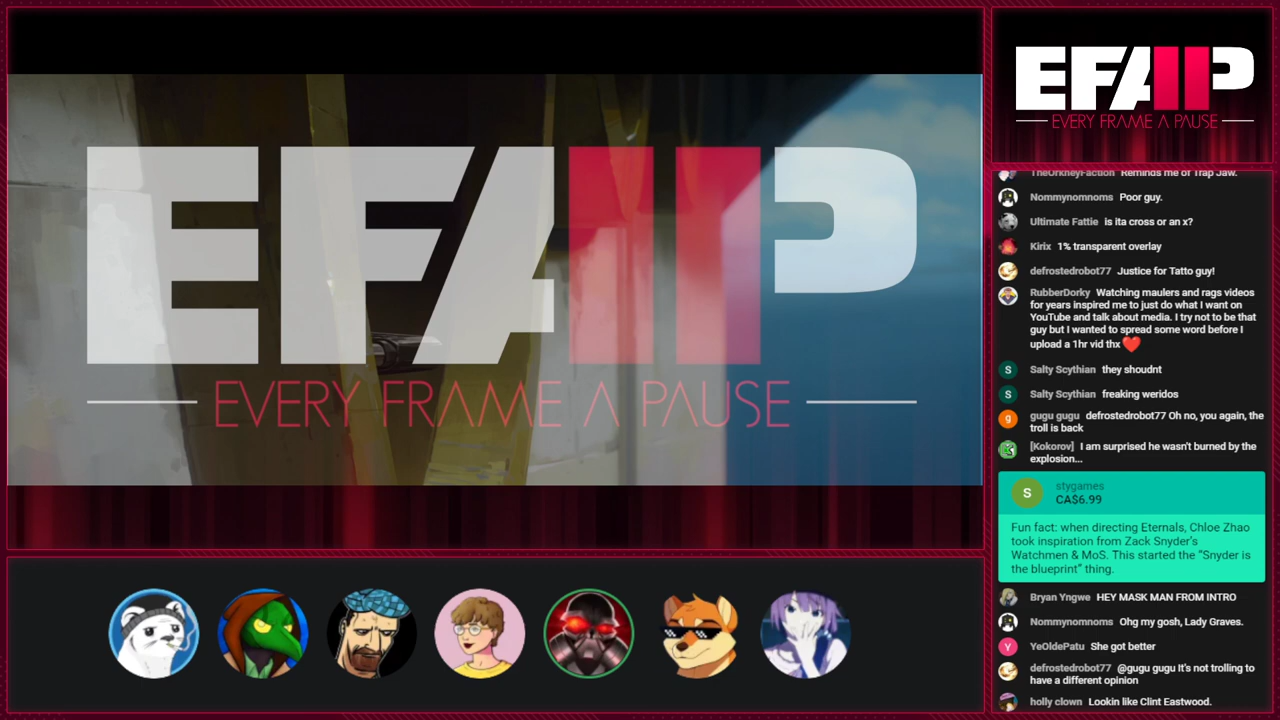 EFAP
EVERY FRAME A PAUSE
EFAP
EVERY FRAME A PAUSE
TheOrkneyFaction Reminds me of Trap Jaw.
Nommynomnoms Poor guy.
Ultimate Fattie is ita cross or an x?
Kirix 1% transparent overlay
defrostedrobot77 Justice for Tatto guy!
RubberDorky Watching maulers and rags videos
for years inspired me to just do what I want on
YouTube and talk about media. I try not to be that
guy but I wanted to spread some word before I
upload a 1hr vid thx❤️
S Salty Scythian they shoudnt
S Salty Scythian freaking weridos
g gugu gugu defrostedrobot77 Oh no, you again, the
troll is back
[Kokorov] I am surprised he wasn't burned by the
explosion...
S stygames
CA$6.99
Fun fact: when directing Eternals, Chloe Zhao
took inspiration from Zack Snyder's
Watchmen & MoS. This started the “Snyder is
the blueprint” thing.
Bryan Yngwe HEY MASK MAN FROM INTRO
Nommynomnoms Ohg my gosh, Lady Graves.
Y YeOldePatu She got better
defrostedrobot77 @gugu gugu It's not trolling to
have a different opinion
holly clown Lookin like Clint Eastwood.